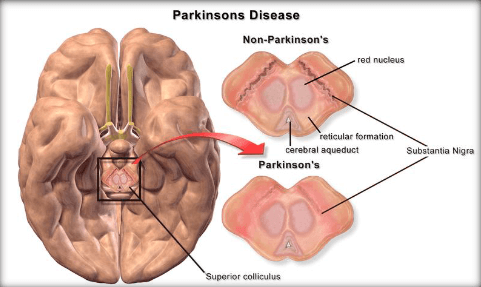 Parkinsons Disease
Non-Parkinson's
red nucleus
reticular formation
cerebral aqueduct
Substantia Nigra
Parkinson's
Superior colliculus